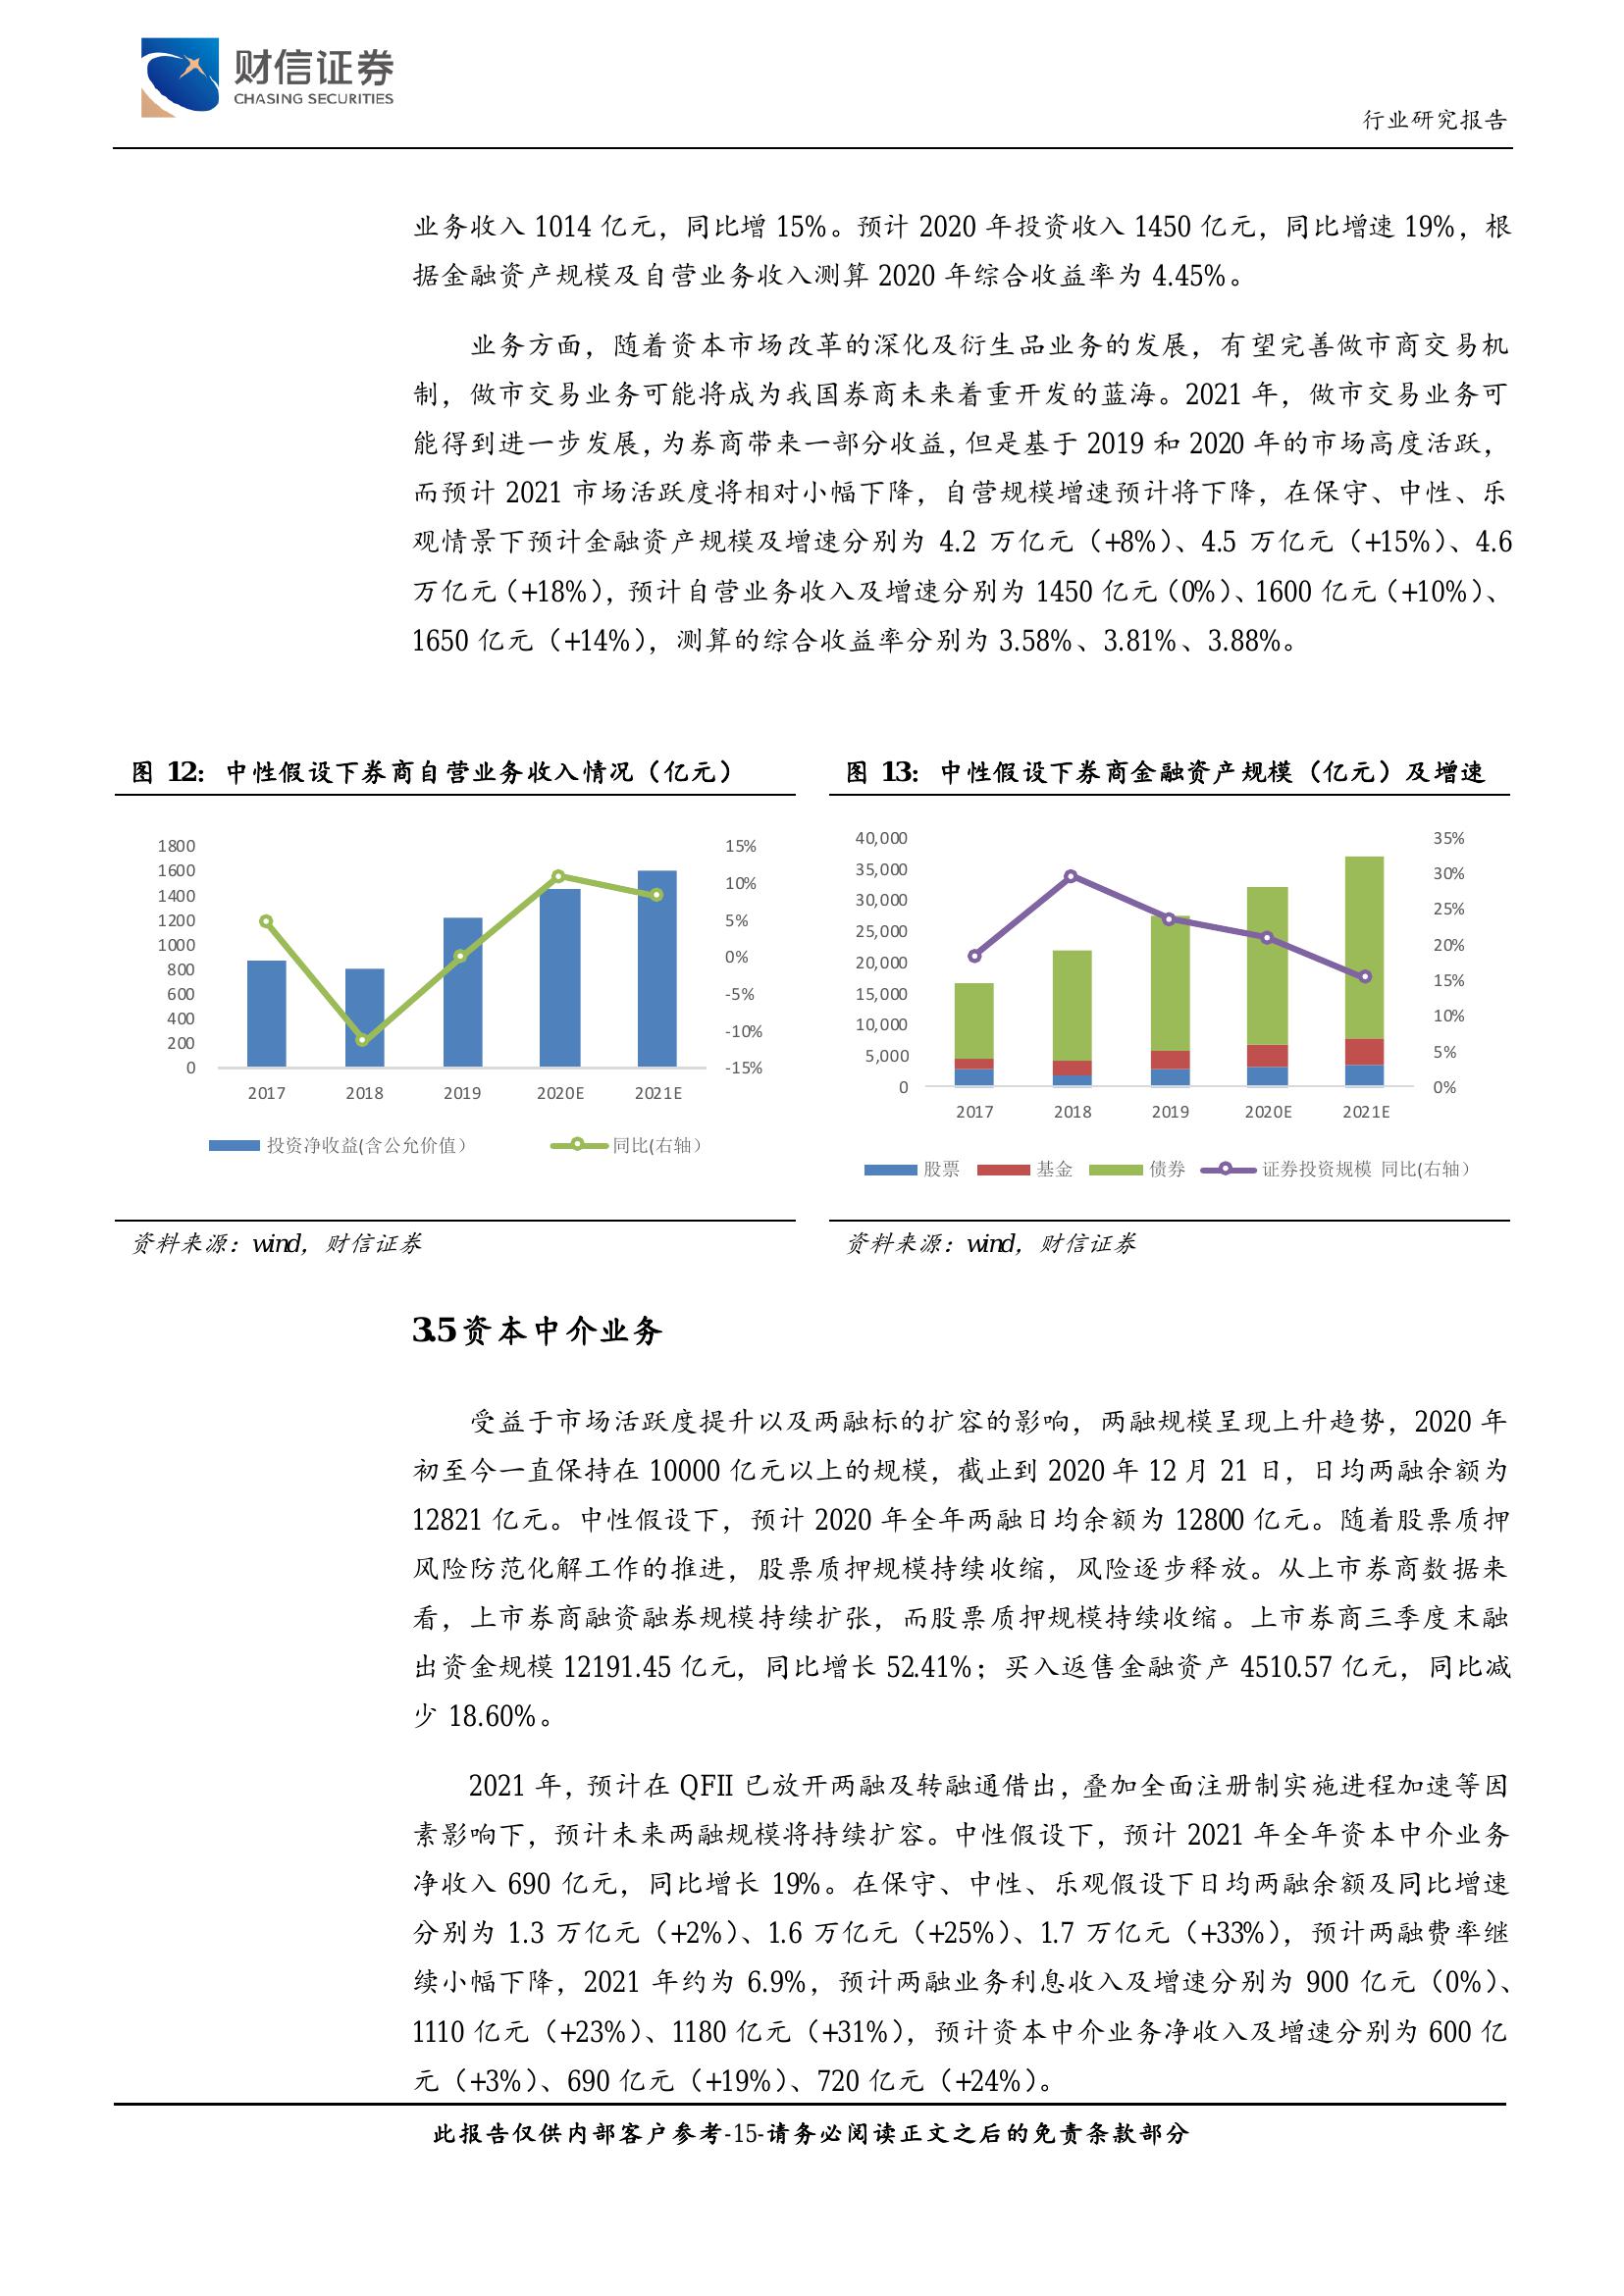 财信证券
CHASING SECURITIES
行业研究报告
业务收入 1014 亿元，同比增 15%。预计 2020 年投资收入 1450 亿元，同比增速 19%，根
据金融资产规模及自营业务收入测算 2020 年综合收益率为 4.45%。
业务方面，随着资本市场改革的深化及衍生品业务的发展，有望完善做市商交易机
制，做市交易业务可能将成为我国券商未来着重开发的蓝海。2021 年，做市交易业务可
能得到进一步发展，为券商带来一部分收益，但是基于 2019 和 2020 年的市场高度活跃，
而预计 2021 市场活跃度将相对小幅下降，自营规模增速预计将下降，在保守、中性、乐
观情景下预计金融资产规模及增速分别为 4.2 万亿元（+8%）、4.5 万亿元（+15%）、4.6
万亿元（+18%），预计自营业务收入及增速分别为 1450 亿元（0%）、1600 亿元（+10%）、
1650 亿元（+14%），测算的综合收益率分别为 3.58%、3.81%、3.88%。
图 12：中性假设下券商自营业务收入情况（亿元）
1800
1600
1400
1200
1000
800
600
400
200
0
15%
10%
5%
0%
-5%
-10%
-15%
2017 2018 2019 2020E 2021E
投资净收益(含公允价值） 同比(右轴）
资料来源：wind，财信证券
图 13：中性假设下券商金融资产规模（亿元）及增速
40,000
35,000
30,000
25,000
20,000
15,000
10,000
5,000
0
35%
30%
25%
20%
15%
10%
5%
0%
2017 2018 2019 2020E 2021E
股票 基金 债券 证券投资规模 同比(右轴）
资料来源：wind，财信证券
3.5 资本中介业务
受益于市场活跃度提升以及两融标的扩容的影响，两融规模呈现上升趋势，2020 年
初至今一直保持在 10000 亿元以上的规模，截止到 2020 年 12 月 21 日，日均两融余额为
12821 亿元。中性假设下，预计 2020 年全年两融日均余额为 12800 亿元。随着股票质押
风险防范化解工作的推进，股票质押规模持续收缩，风险逐步释放。从上市券商数据来
看，上市券商融资融券规模持续扩张，而股票质押规模持续收缩。上市券商三季度末融
出资金规模 12191.45 亿元，同比增长 52.41%；买入返售金融资产 4510.57 亿元，同比减
少 18.60%。
2021 年，预计在 QFII 已放开两融及转融通借出，叠加全面注册制实施进程加速等因
素影响下，预计未来两融规模将持续扩容。中性假设下，预计 2021 年全年资本中介业务
净收入 690 亿元，同比增长 19%。在保守、中性、乐观假设下日均两融余额及同比增速
分别为 1.3 万亿元（+2%）、1.6 万亿元（+25%）、1.7 万亿元（+33%），预计两融费率继
续小幅下降，2021 年约为 6.9%，预计两融业务利息收入及增速分别为 900 亿元（0%）、
1110 亿元（+23%）、1180 亿元（+31%），预计资本中介业务净收入及增速分别为 600 亿
元（+3%）、690 亿元（+19%）、720 亿元（+24%）。
此报告仅供内部客户参考-15-请务必阅读正文之后的免责条款部分